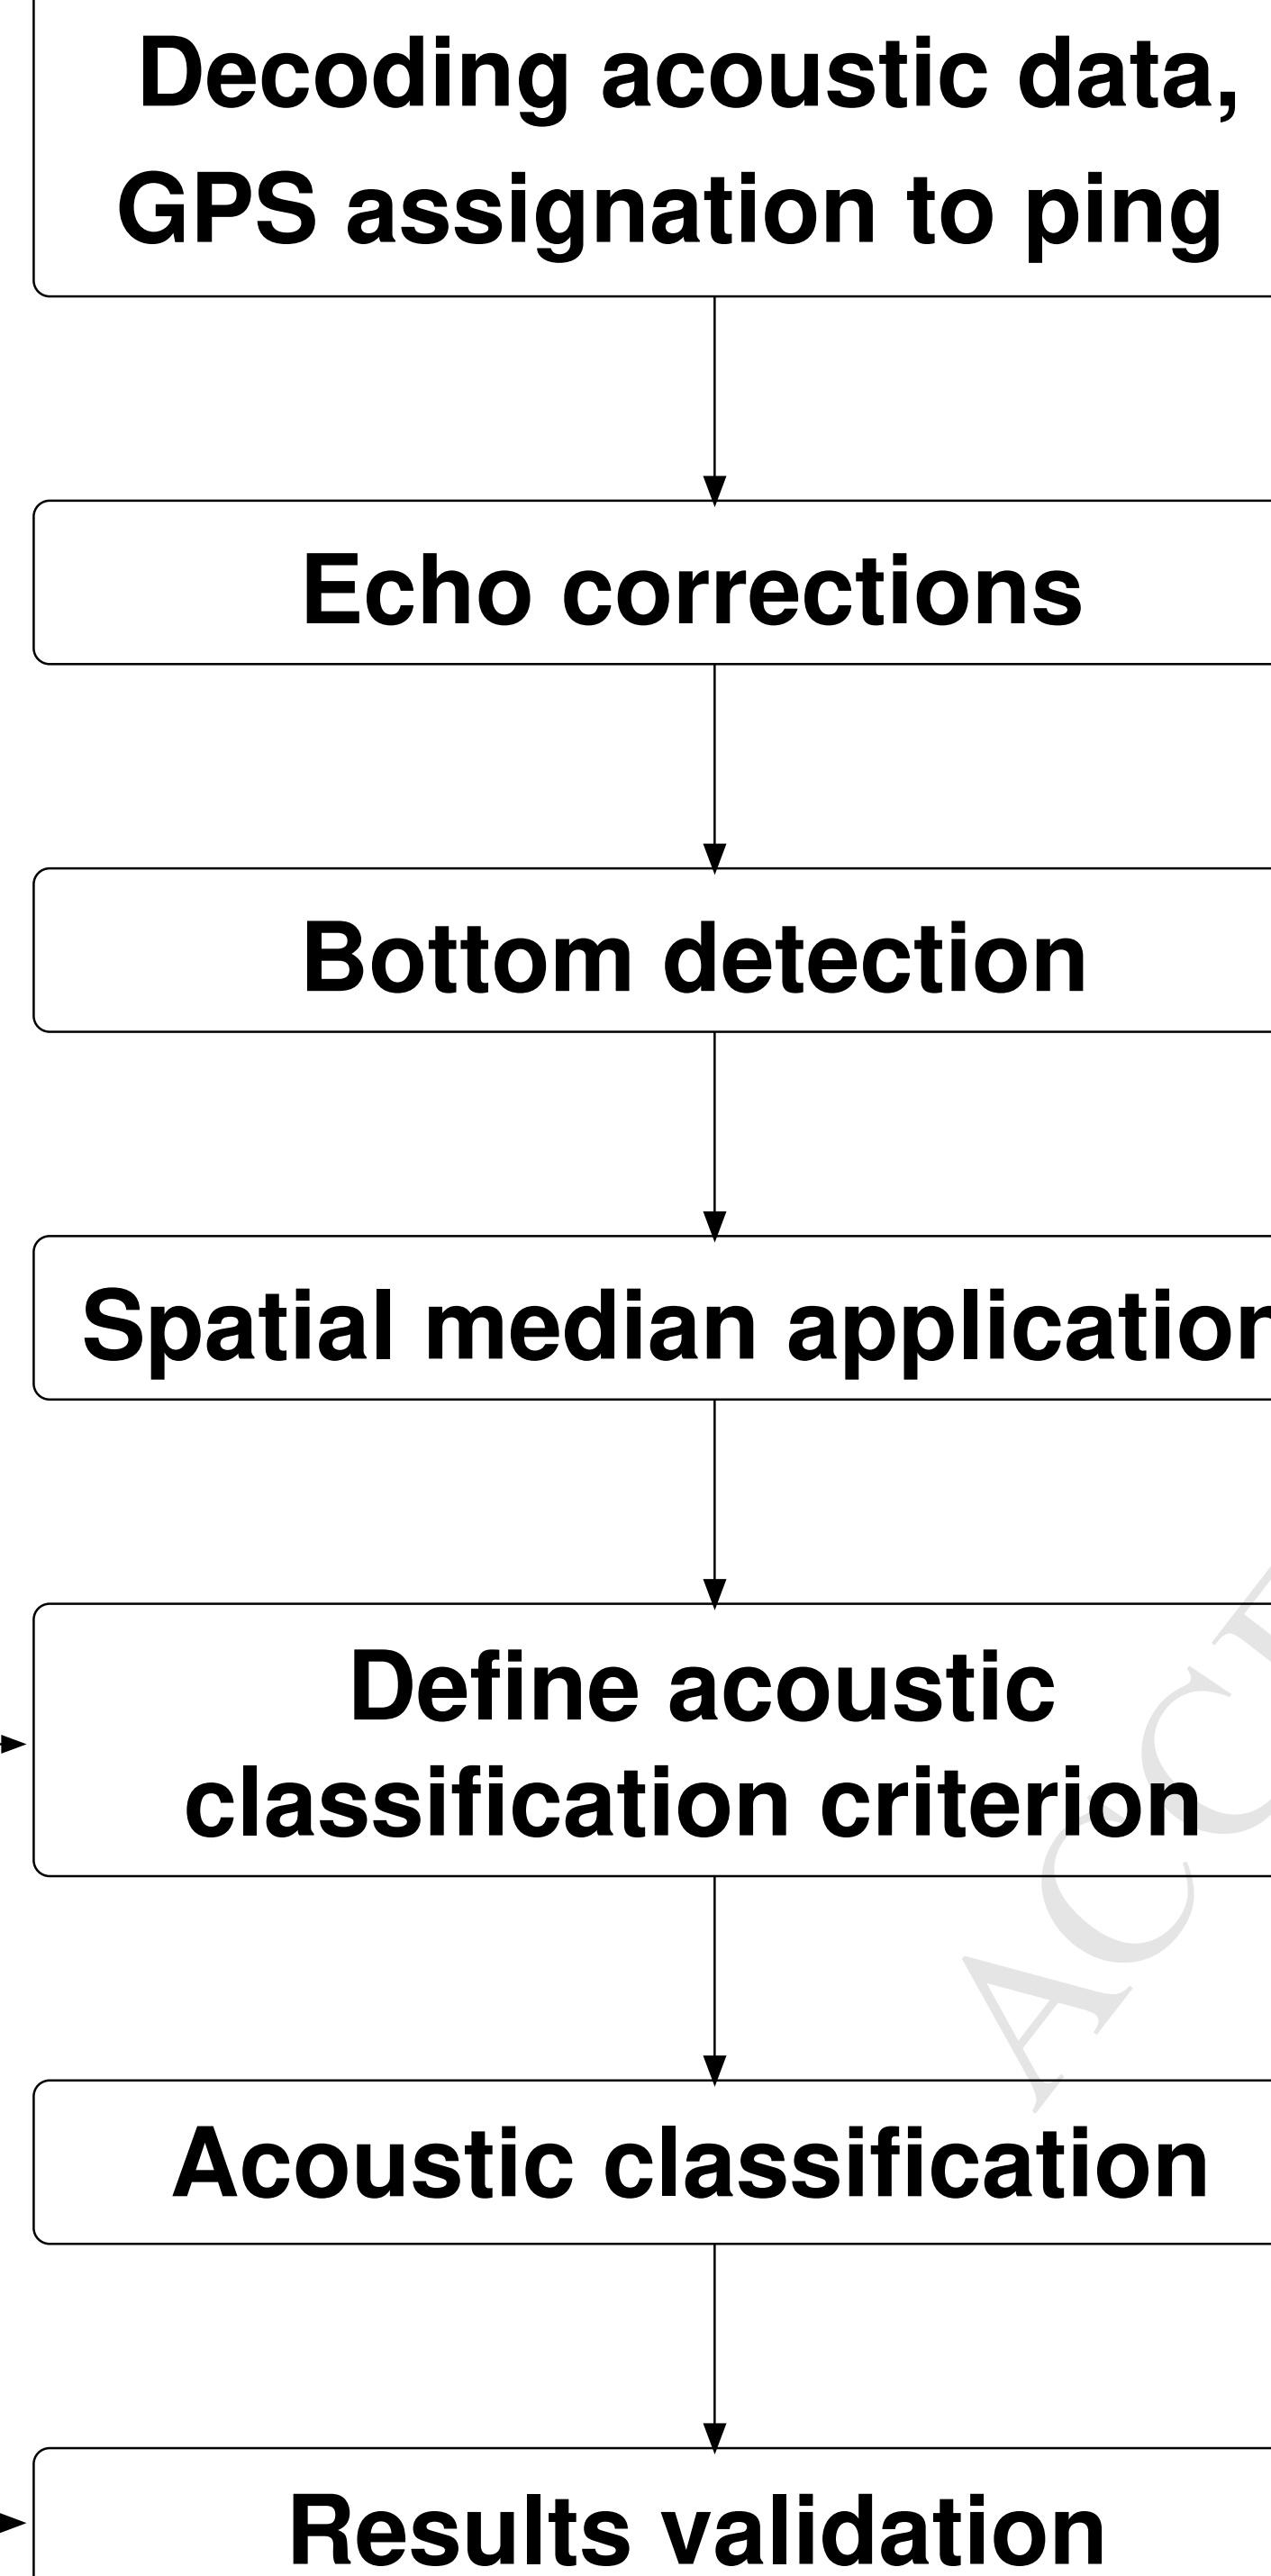 Decoding acoustic data,
GPS assignation to ping
Echo corrections
Bottom detection
Spatial median application
Define acoustic
classification criterion
Acoustic classification
Results validation
ACC